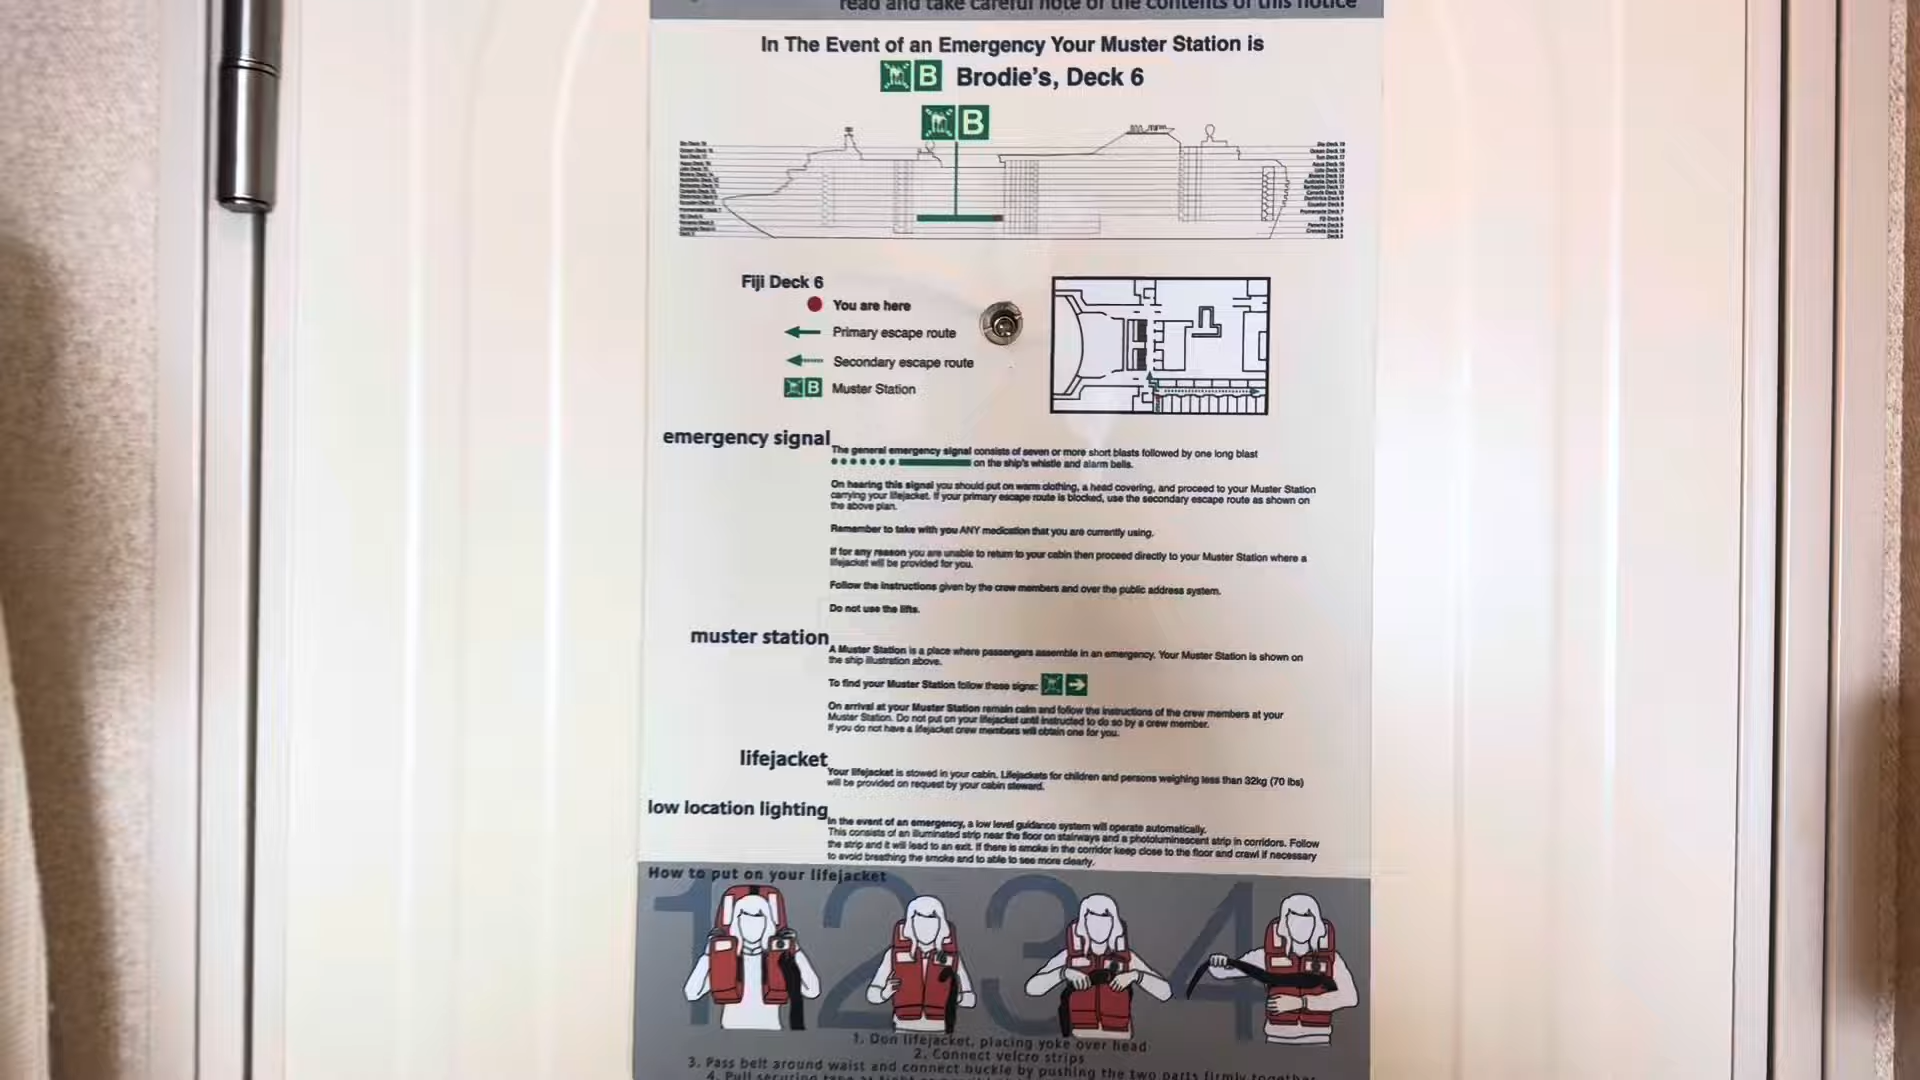 read and take careful note of the contents of this notice
In The Event of an Emergency Your Muster Station is
B Brodie's, Deck 6
B
Fiji Deck 6
You are here
Primary escape route
Secondary escape route
B Muster Station
emergency signal
The general emergency signal consists of seven or more short blasts followed by one long blast
on the ship's whistle and alarm bells.
On hearing this signal you should put on warm clothing, a head covering, and proceed to your Muster Station
carrying your lifejacket. If your primary escape route is blocked, use the secondary escape route as shown on
the above plan.
Remember to take with you ANY medication that you are currently using.
If for any reason you are unable to return to your cabin then proceed directly to your Muster Station where a
lifejacket will be provided for you.
Follow the instructions given by the crew members and over the public address system.
Do not use the lifts.
muster station
A Muster Station is a place where passengers assemble in an emergency. Your Muster Station is shown on
the ship illustration above.
To find your Muster Station follow these signs:
On arrival at your Muster Station remain calm and follow the instructions of the crew members at your
Muster Station. Do not put on your lifejacket until instructed to do so by a crew member.
If you do not have a lifejacket crew members will obtain one for you.
lifejacket
Your lifejacket is stowed in your cabin. Lifejackets for children and persons weighing less than 32kg (70 lbs)
will be provided on request by your cabin steward.
low location lighting
In the event of an emergency, a low level guidance system will operate automatically.
This consists of an illuminated strip near the floor on stairways and a photoluminescent strip in corridors. Follow
the strip and it will lead to an exit. If there is smoke in the corridor keep close to the floor and crawl if necessary
to avoid breathing the smoke and to able to see more clearly.
How to put on your lifejacket
1 2 3 4
1. Don lifejacket, placing yoke over head
2. Connect velcro strips
3. Pass belt around waist and connect buckle by pushing the two parts firmly together
4. Pull securing